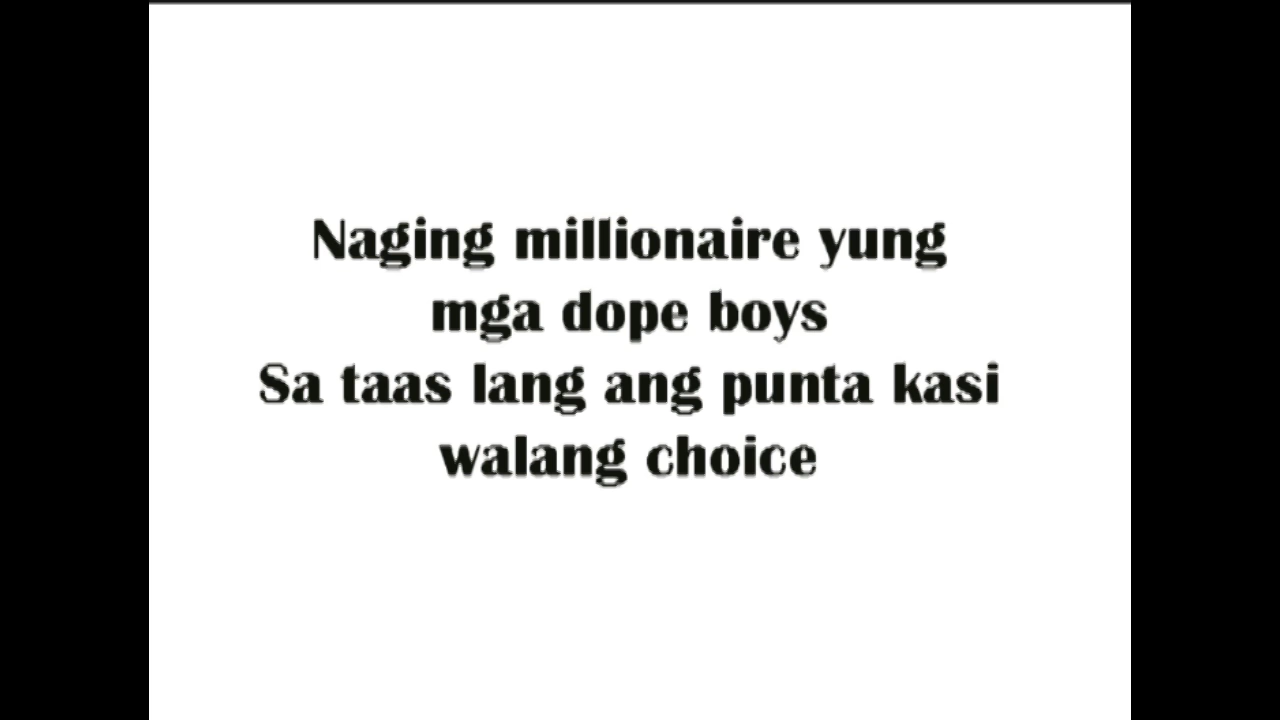 Naging millionaire yung
mga dope boys
Sa taas lang ang punta kasi
walang choice